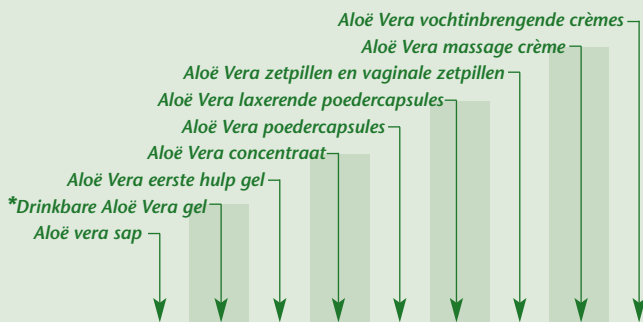 Aloë Vera vochtinbrengende crèmes
Aloë Vera massage crème
Aloë Vera zetpillen en vaginale zetpillen
Aloë Vera laxerende poedercapsules
Aloë Vera poedercapsules
Aloë Vera concentraat
Aloë Vera eerste hulp gel
*Drinkbare Aloë Vera gel
Aloë vera sap